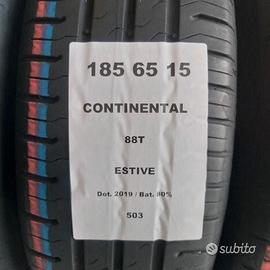 185 65 15
CONTINENTAL
88T
ESTIVE
Dot. 2019 / Bat. 80%
503
subito